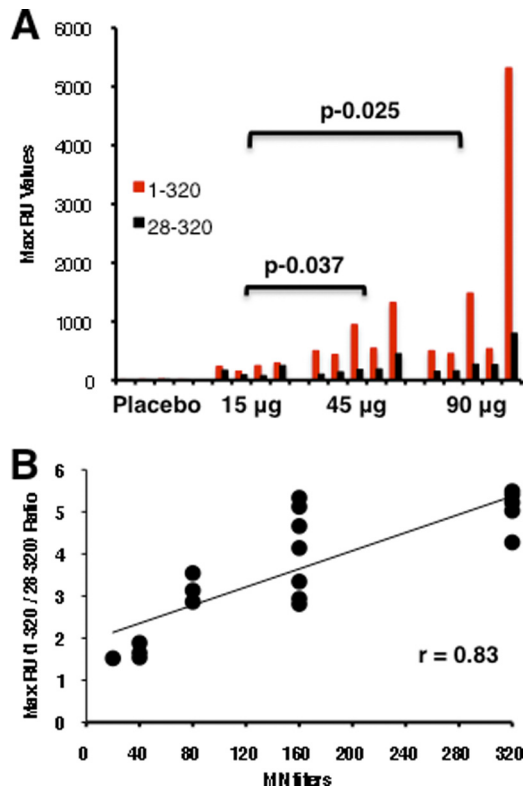 A
6000
5000
4000
3000
2000
1000
0
Max RU Values
1-320
28-320
p-0.025
p-0.037
Placebo 15 µg 45 µg 90 µg
B
6
5
4
3
2
1
0
Max RU (1-320 / 28-320) Ratio
r = 0.83
0 40 80 120 160 200 240 280 320
MN titers